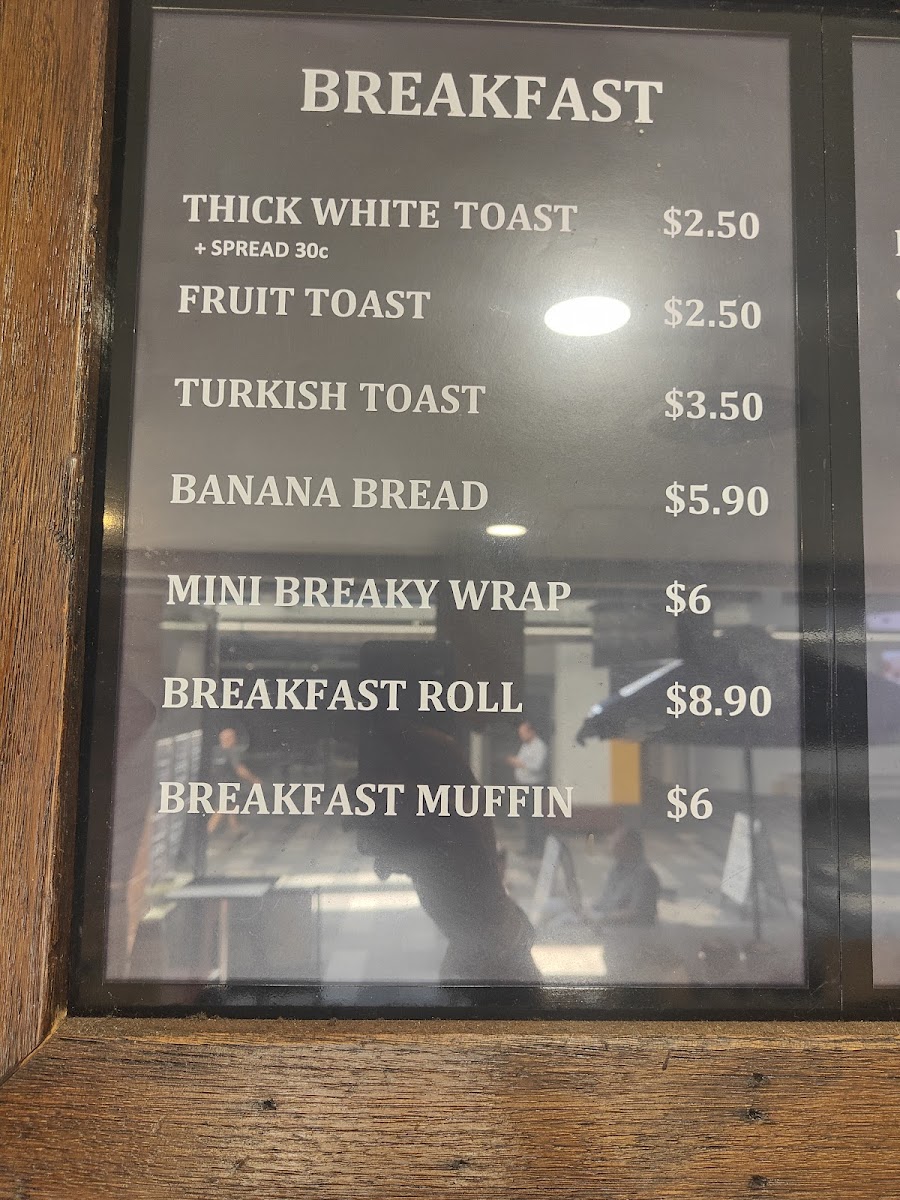 BREAKFAST
THICK WHITE TOAST $2.50
+ SPREAD 30c
FRUIT TOAST $2.50
TURKISH TOAST $3.50
BANANA BREAD $5.90
MINI BREAKY WRAP $6
BREAKFAST ROLL $8.90
BREAKFAST MUFFIN $6